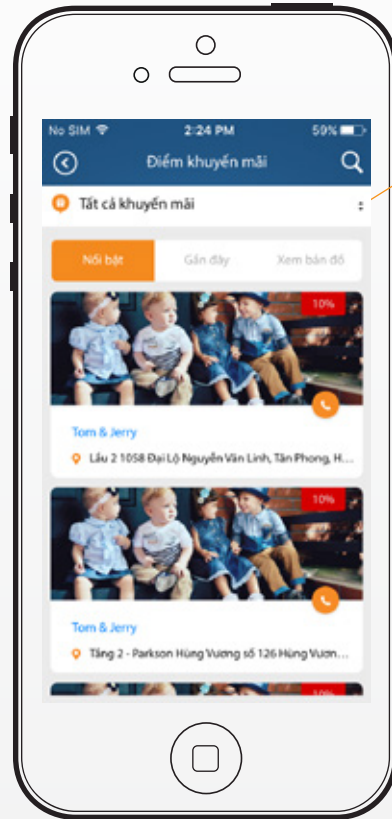 No SIM 2:24 PM 59%
Điểm khuyến mãi
Tất cả khuyến mãi
Nổi bật Gần đây Xem bản đồ
10%
Tom & Jerry
Lầu 2 1058 Đại Lộ Nguyễn Văn Linh, Tân Phong, H...
10%
Tom & Jerry
Tầng 2 - Parkson Hùng Vương số 126 Hùng Vươn...
10%